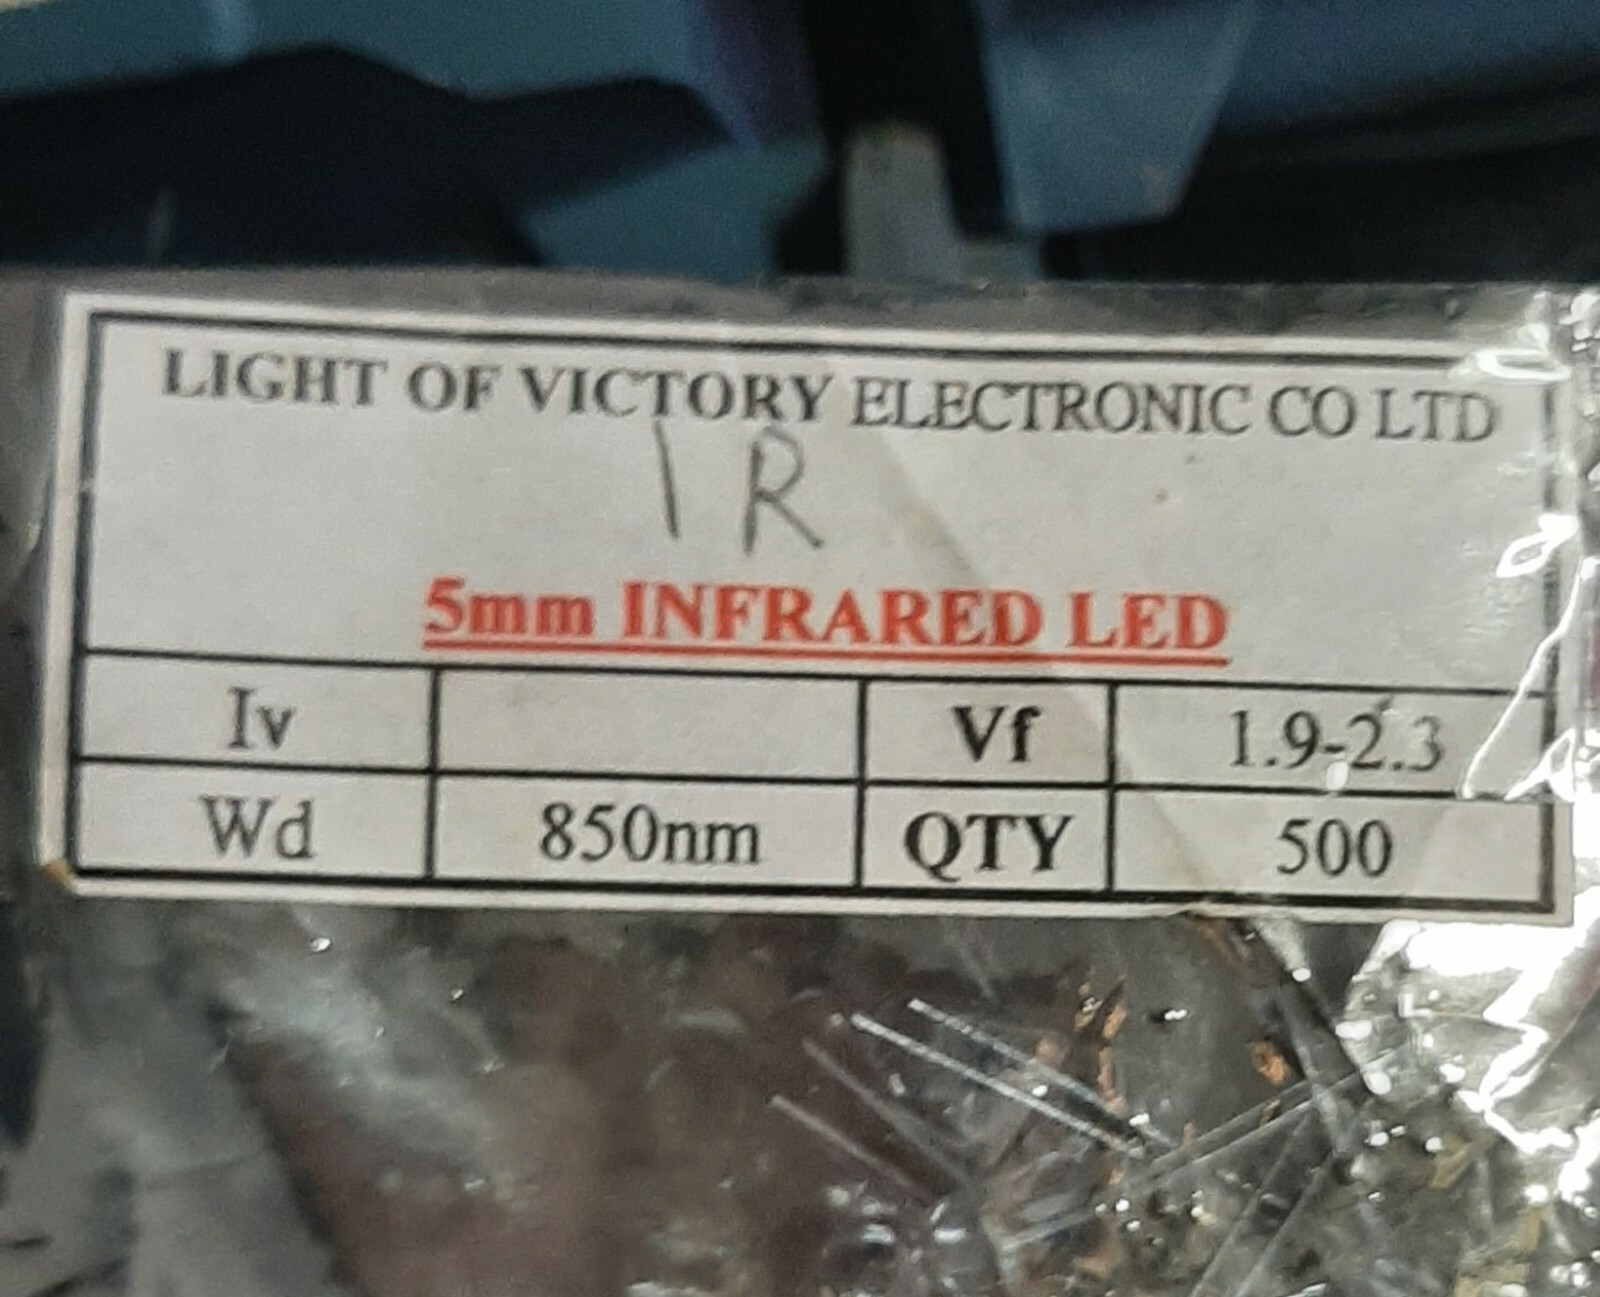 LIGHT OF VICTORY ELECTRONIC CO LTD
IR
5mm INFRARED LED
Iv Vf 1.9-2.3
Wd 850nm QTY 500